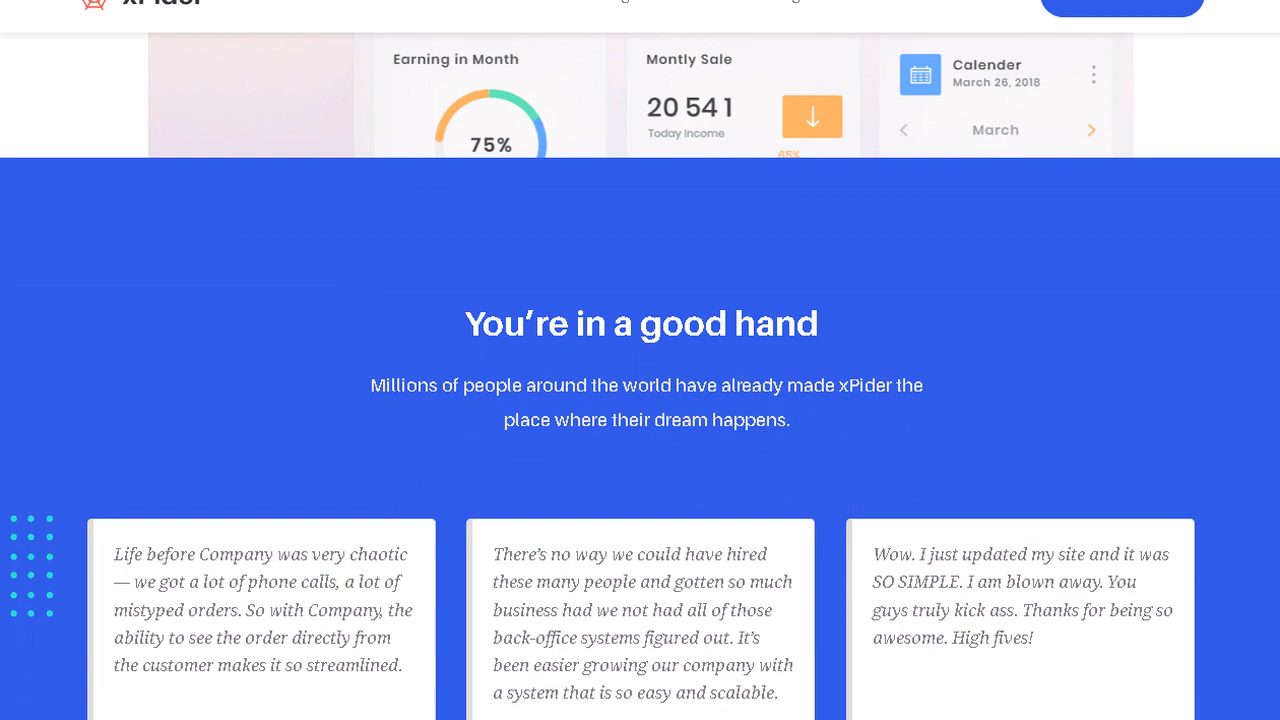 xPider
Earning in Month
75%
Montly Sale
20 54 1
Today Income
65%
Calender
March 26, 2018
March
You’re in a good hand
Millions of people around the world have already made xPider the
place where their dream happens.
Life before Company was very chaotic
— we got a lot of phone calls, a lot of
mistyped orders. So with Company, the
ability to see the order directly from
the customer makes it so streamlined.
There’s no way we could have hired
these many people and gotten so much
business had we not had all of those
back-office systems figured out. It’s
been easier growing our company with
a system that is so easy and scalable.
Wow. I just updated my site and it was
SO SIMPLE. I am blown away. You
guys truly kick ass. Thanks for being so
awesome. High fives!